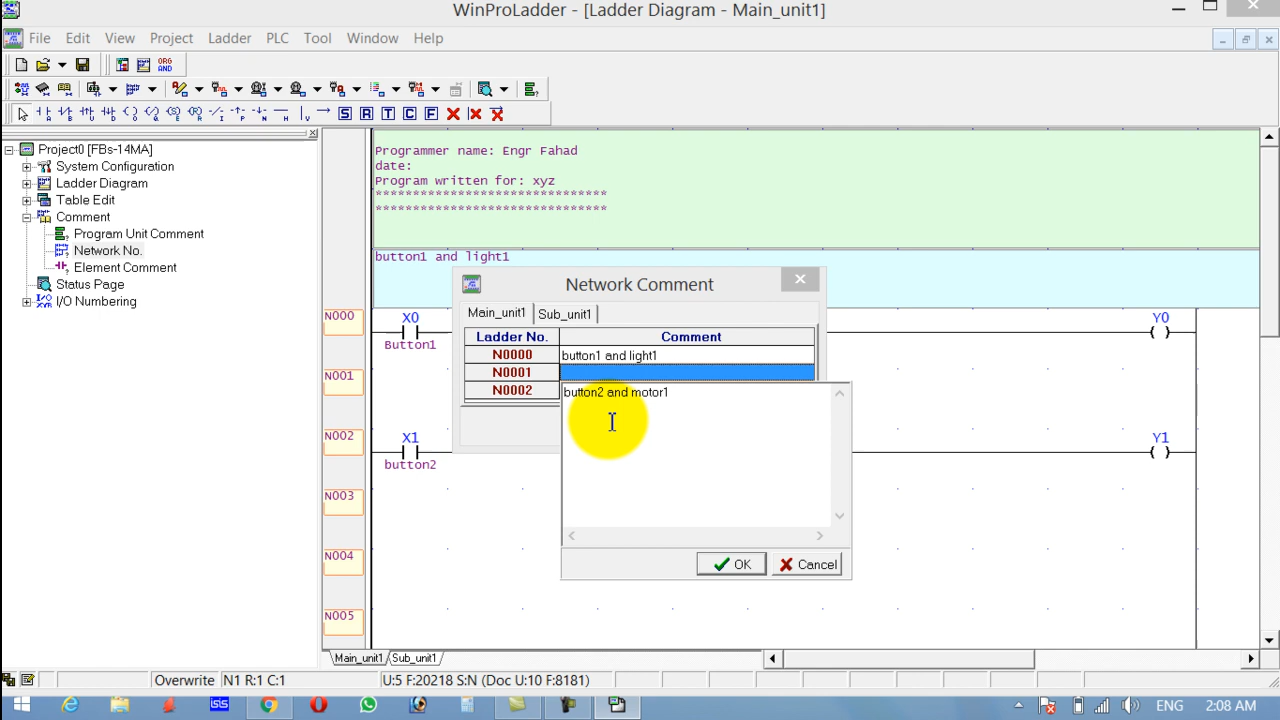 WinProLadder - [Ladder Diagram - Main_unit1]
File Edit View Project Ladder PLC Tool Window Help
ORG
AND
S R T C F
Project0 [FBs-14MA]
System Configuration
Ladder Diagram
Table Edit
Comment
Program Unit Comment
Network No.
Element Comment
Status Page
I/O Numbering
Programmer name: Engr Fahad
date:
Program written for: xyz
*******************************
*******************************
button1 and light1
N000
X0
Y0
Button1
N001
N002
X1
Y1
button2
N003
N004
N005
Network Comment
Main_unit1 Sub_unit1
Ladder No. Comment
N0000 button1 and light1
N0001
N0002
button2 and motor1
OK Cancel
Main_unit1 Sub_unit1
Overwrite N1 R:1 C:1 U:5 F:20218 S:N (Doc U:10 F:8181)
ENG 2:08 AM